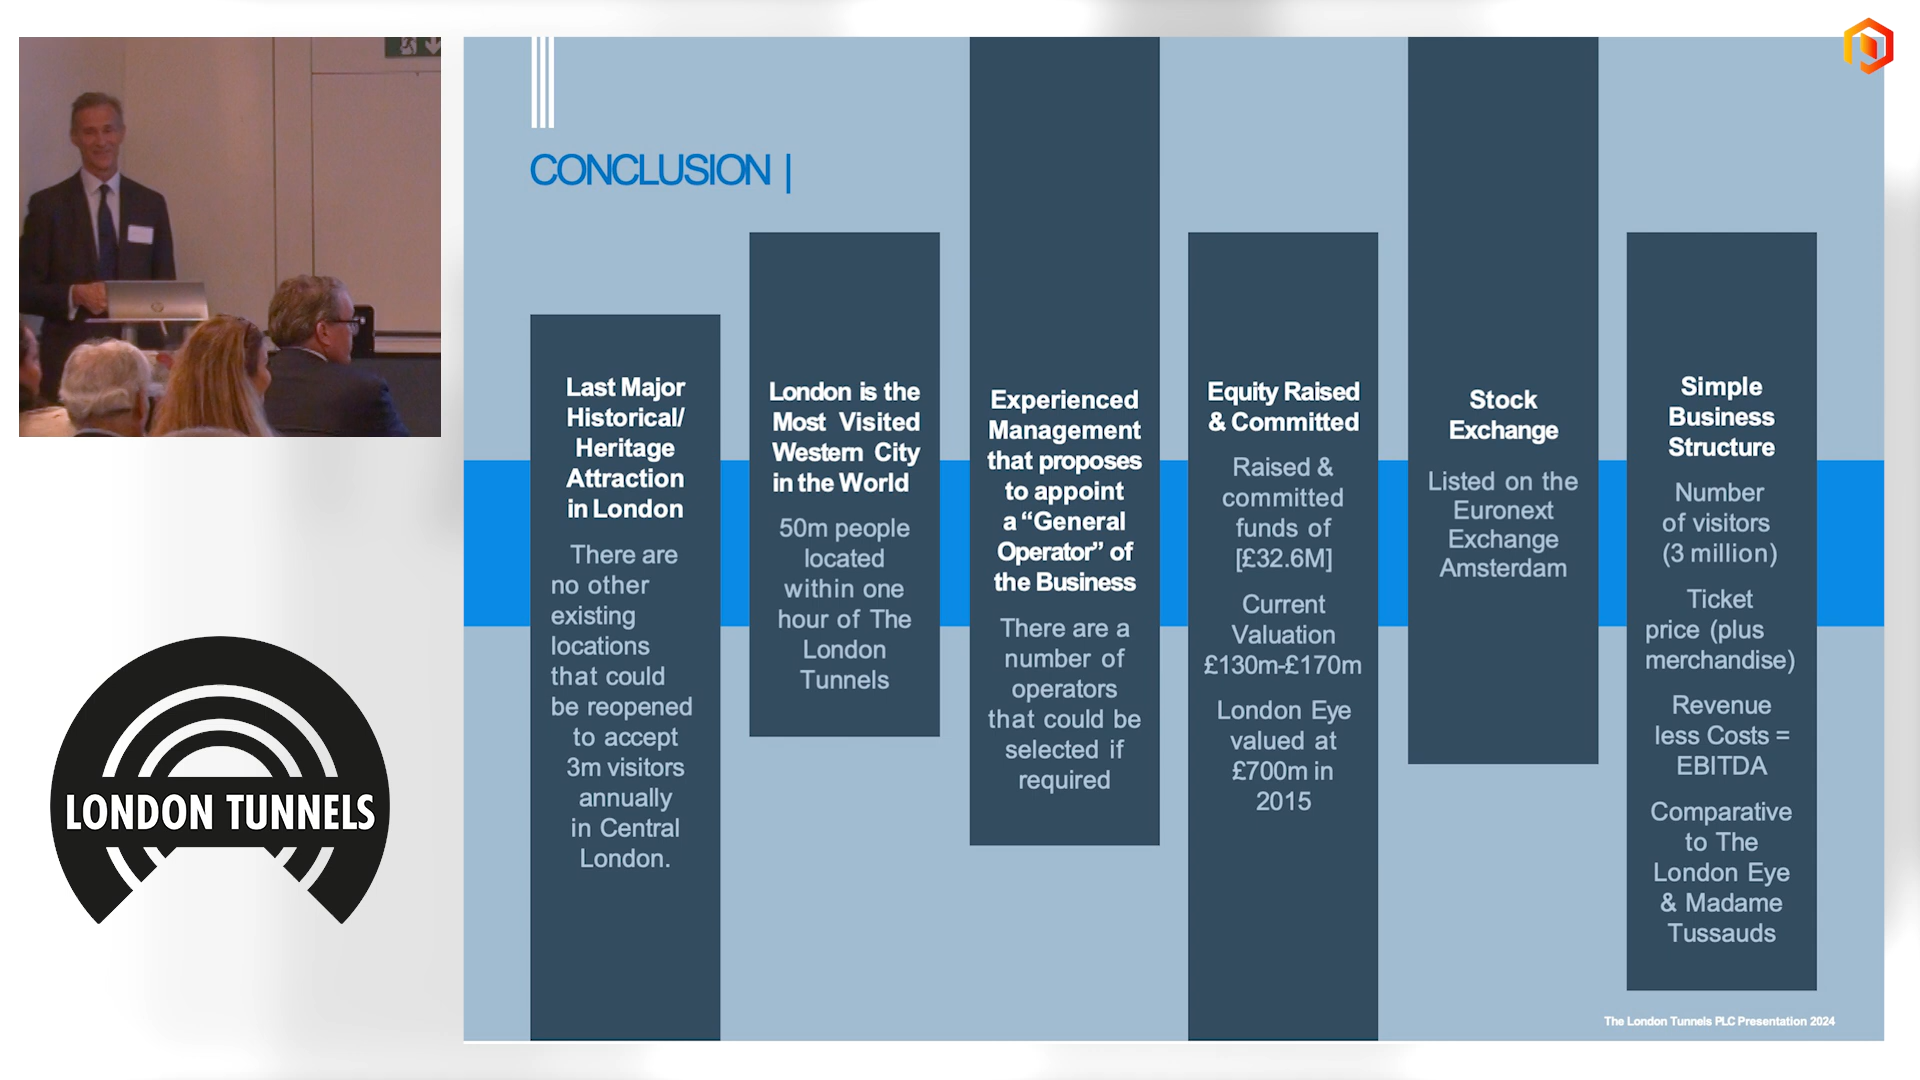 CONCLUSION |
Last Major
Historical/
Heritage
Attraction
in London
There are
no other
existing
locations
that could
be reopened
to accept
3m visitors
annually
in Central
London.
London is the
Most Visited
Western City
in the World
50m people
located
within one
hour of The
London
Tunnels
Experienced
Management
that proposes
to appoint
a “General
Operator” of
the Business
There are a
number of
operators
that could be
selected if
required
Equity Raised
& Committed
Raised &
committed
funds of
[£32.6M]
Current
Valuation
£130m-£170m
London Eye
valued at
£700m in
2015
Stock
Exchange
Listed on the
Euronext
Exchange
Amsterdam
Simple
Business
Structure
Number
of visitors
(3 million)
Ticket
price (plus
merchandise)
Revenue
less Costs =
EBITDA
Comparative
to The
London Eye
& Madame
Tussauds
The London Tunnels PLC Presentation 2024
LONDON TUNNELS